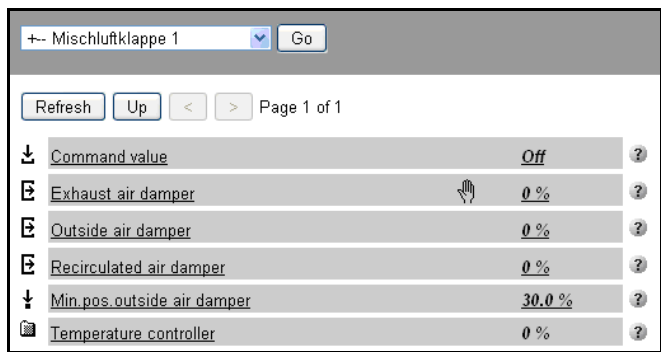 +-- Mischluftklappe 1 Go
Refresh Up < > Page 1 of 1
Command value Off ?
Exhaust air damper 0 % ?
Outside air damper 0 % ?
Recirculated air damper 0 % ?
Min.pos.outside air damper 30.0 % ?
Temperature controller 0 % ?